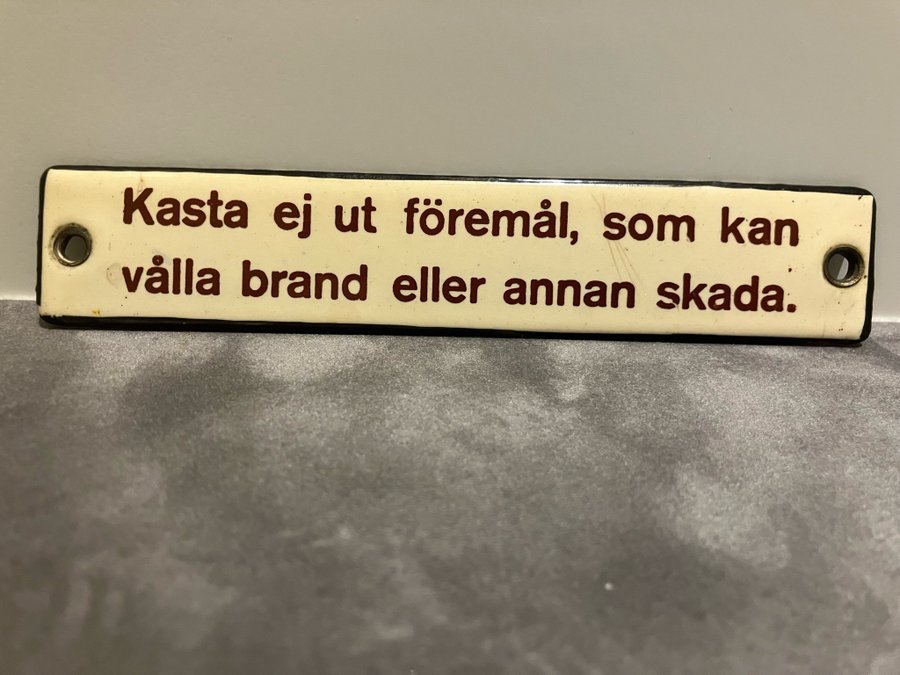 Kasta ej ut föremål, som kan
vålla brand eller annan skada.